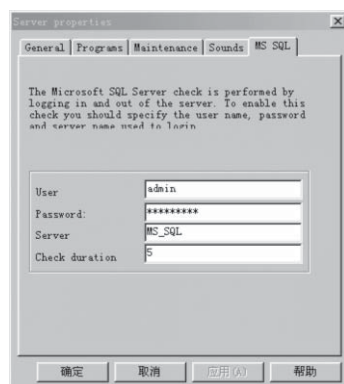 Server properties
General Programs Maintenance Sounds MS SQL
The Microsoft SQL Server check is performed by
logging in and out of the server. To enable this
check you should specify the user name, password
and server name used to login
User admin
Password: *********
Server MS_SQL
Check duration 5
确定 取消 应用(A) 帮助